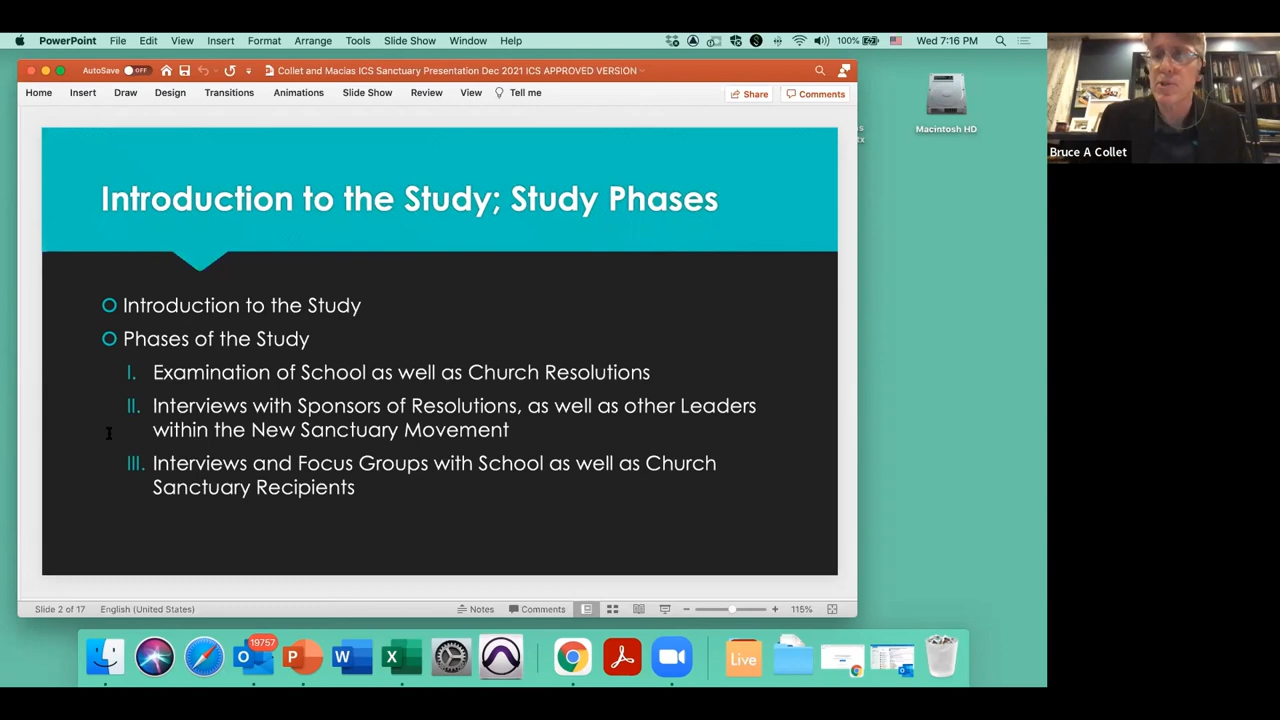 PowerPoint File Edit View Insert Format Arrange Tools Slide Show Window Help 100% Wed 7:16 PM
AutoSave OFF Collet and Macias ICS Sanctuary Presentation Dec 2021 ICS APPROVED VERSION
Home Insert Draw Design Transitions Animations Slide Show Review View Tell me Share Comments
Macintosh HD
Bruce A Collet
Introduction to the Study; Study Phases
Introduction to the Study
Phases of the Study
I. Examination of School as well as Church Resolutions
II. Interviews with Sponsors of Resolutions, as well as other Leaders
within the New Sanctuary Movement
III. Interviews and Focus Groups with School as well as Church
Sanctuary Recipients
Slide 2 of 17 English (United States) Notes Comments 115%
19757
Live